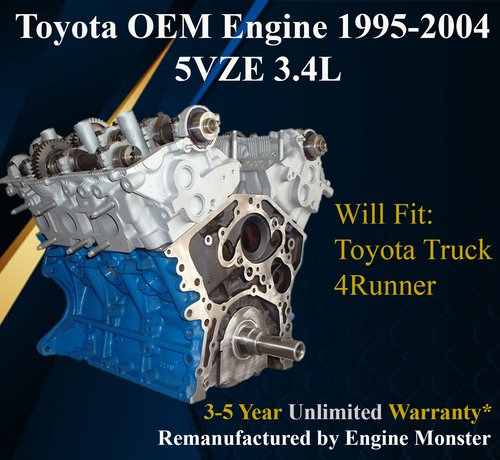 Toyota OEM Engine 1995-2004
5VZE 3.4L
Will Fit:
Toyota Truck
4Runner
3-5 Year Unlimited Warranty*
Remanufactured by Engine Monster